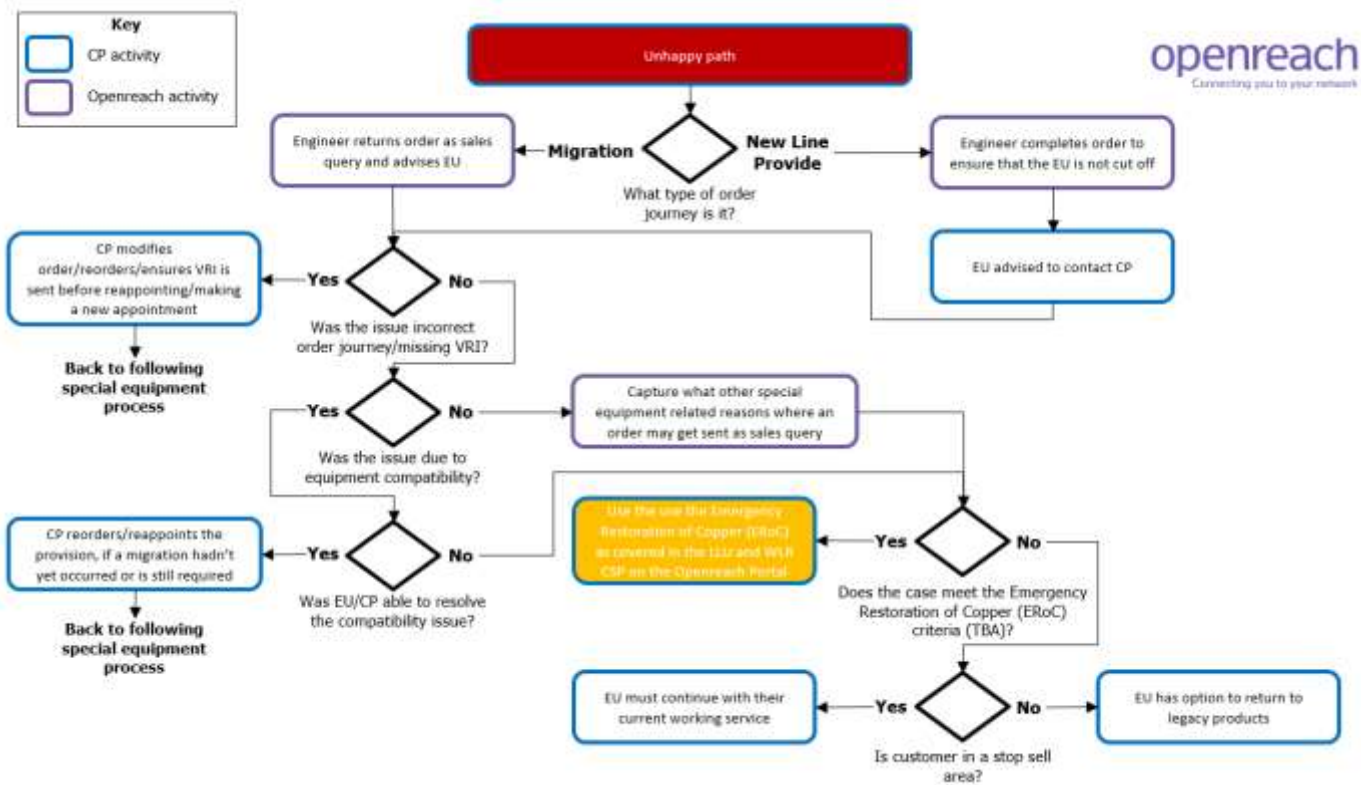 Key
CP activity
Openreach activity
Unhappy path
openreach
Connecting you to your network
Engineer returns order as sales
query and advises EU
Migration
New Line
Provide
Engineer completes order to
ensure that the EU is not cut off
What type of order
journey is it?
CP modifies
order/reorders/ensures VRI is
sent before reappointing/making
a new appointment
Yes
No
EU advised to contact CP
Was the issue incorrect
order journey/missing VRI?
Back to following
special equipment
process
Yes
No
Capture what other special
equipment related reasons where an
order may get sent as sales query
Was the issue due to
equipment compatibility?
CP reorders/reappoints the
provision, if a migration hadn't
yet occurred or is still required
Yes
No
Use the use the Emergency
Restoration of Copper (ERoC)
as covered in the LLU and WLR
CSP on the Openreach Portal
Yes
No
Was EU/CP able to resolve
the compatibility issue?
Does the case meet the Emergency
Restoration of Copper (ERoC)
criteria (TBA)?
Back to following
special equipment
process
EU must continue with their
current working service
Yes
No
EU has option to return to
legacy products
Is customer in a stop sell
area?